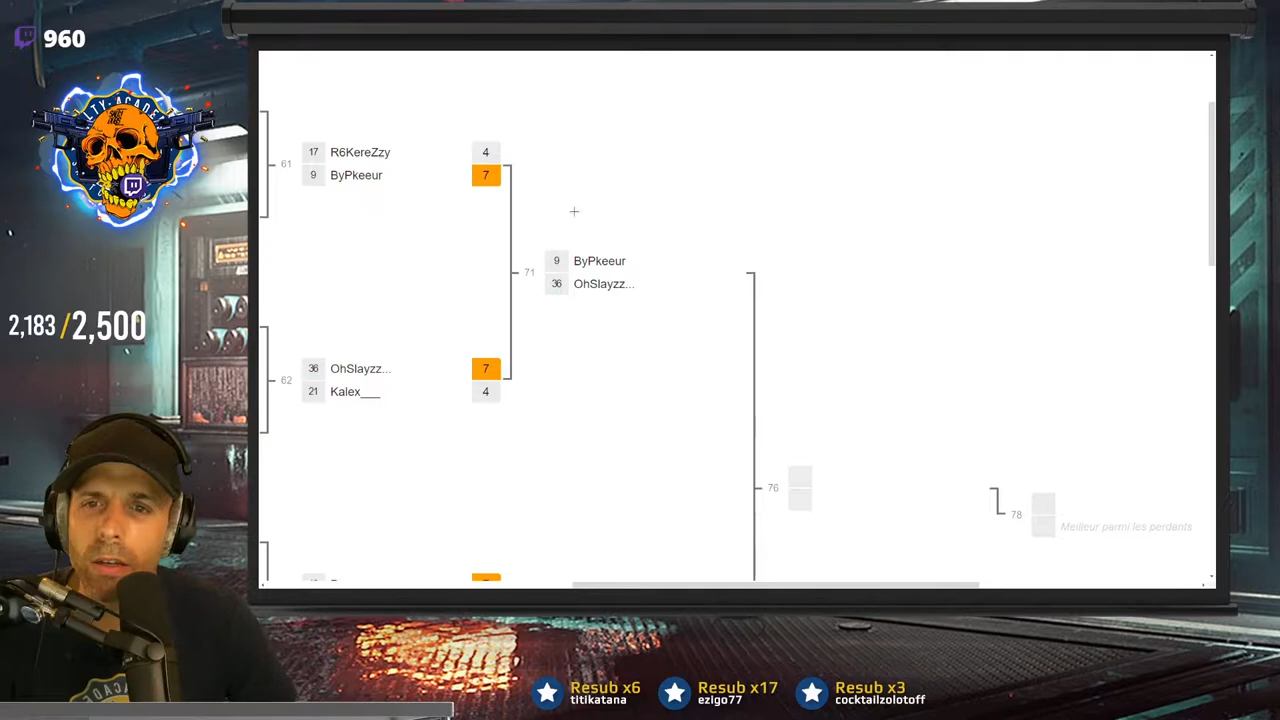 960
LTY·ACADE
2,183 /2,500
61
17 R6KereZzy 4
9 ByPkeeur 7
71
9 ByPkeeur
36 OhSlayzz...
62
36 OhSlayzz... 7
21 Kalex___ 4
76
78
Meilleur parmi les perdants
Resub x6
titikatana
Resub x17
ezigo77
Resub x3
cocktailzolotoff